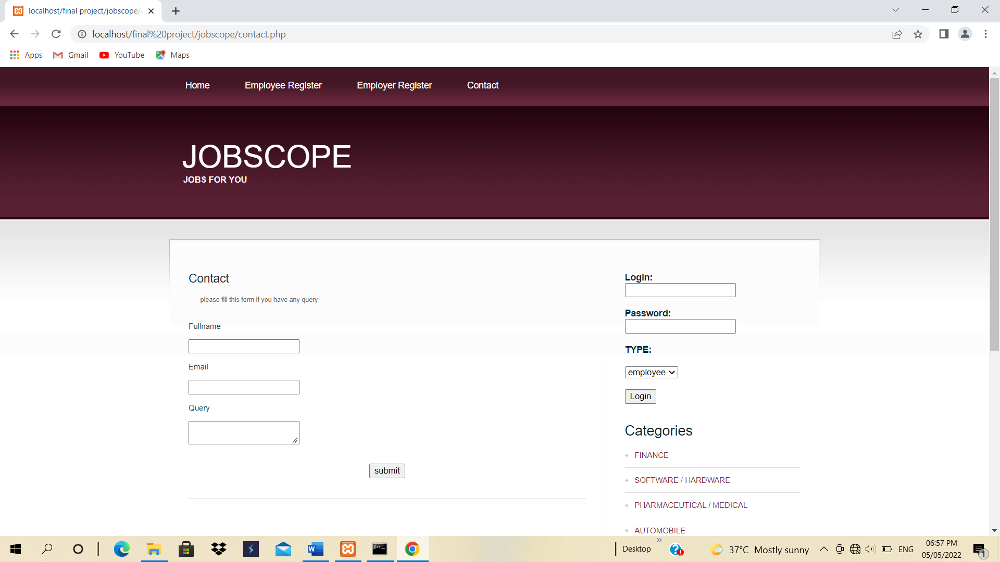 localhost/final project/jobscope/
localhost/final%20project/jobscope/contact.php
Apps Gmail YouTube Maps
Home Employee Register Employer Register Contact
JOBSCOPE
JOBS FOR YOU
Contact
please fill this form if you have any query
Fullname
Email
Query
submit
Login:
Password:
TYPE:
employee
Login
Categories
FINANCE
SOFTWARE / HARDWARE
PHARMACEUTICAL / MEDICAL
AUTOMOBILE
Desktop
37°C Mostly sunny
ENG
06:57 PM
05/05/2022
1